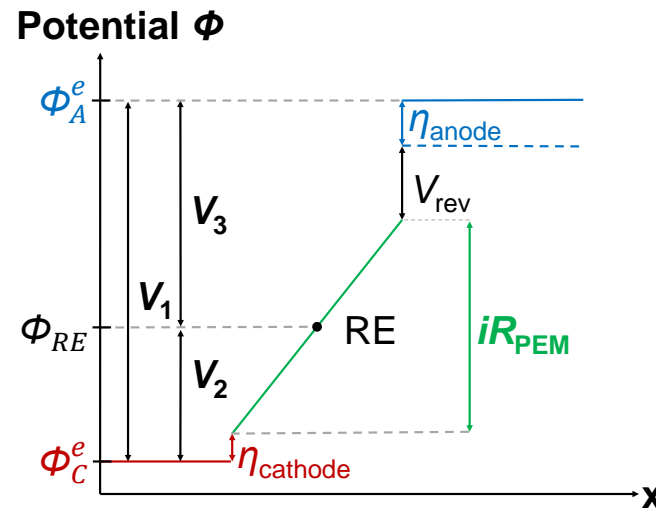 Potential Φ
Φ_A^e
η_anode
V_rev
V_3
V_1
Φ_RE
RE
iR_PEM
V_2
Φ_C^e
η_cathode
x